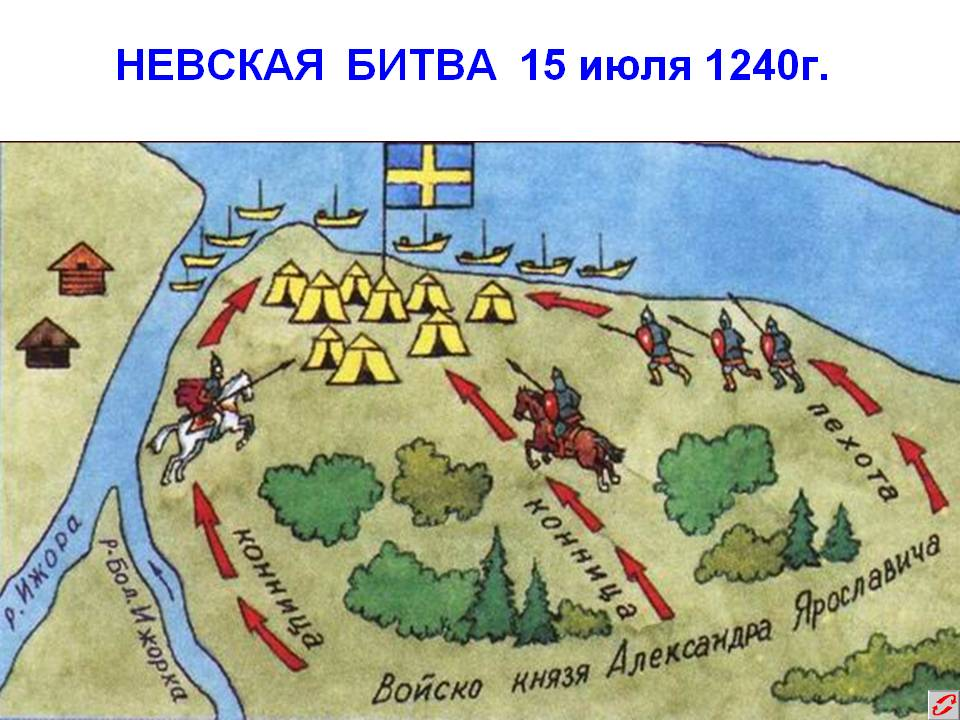 НЕВСКАЯ БИТВА 15 июля 1240г.
пехота
конница
конница
р. Ижора
р. Бол. Ижорка
Войско князя Александра Ярославича